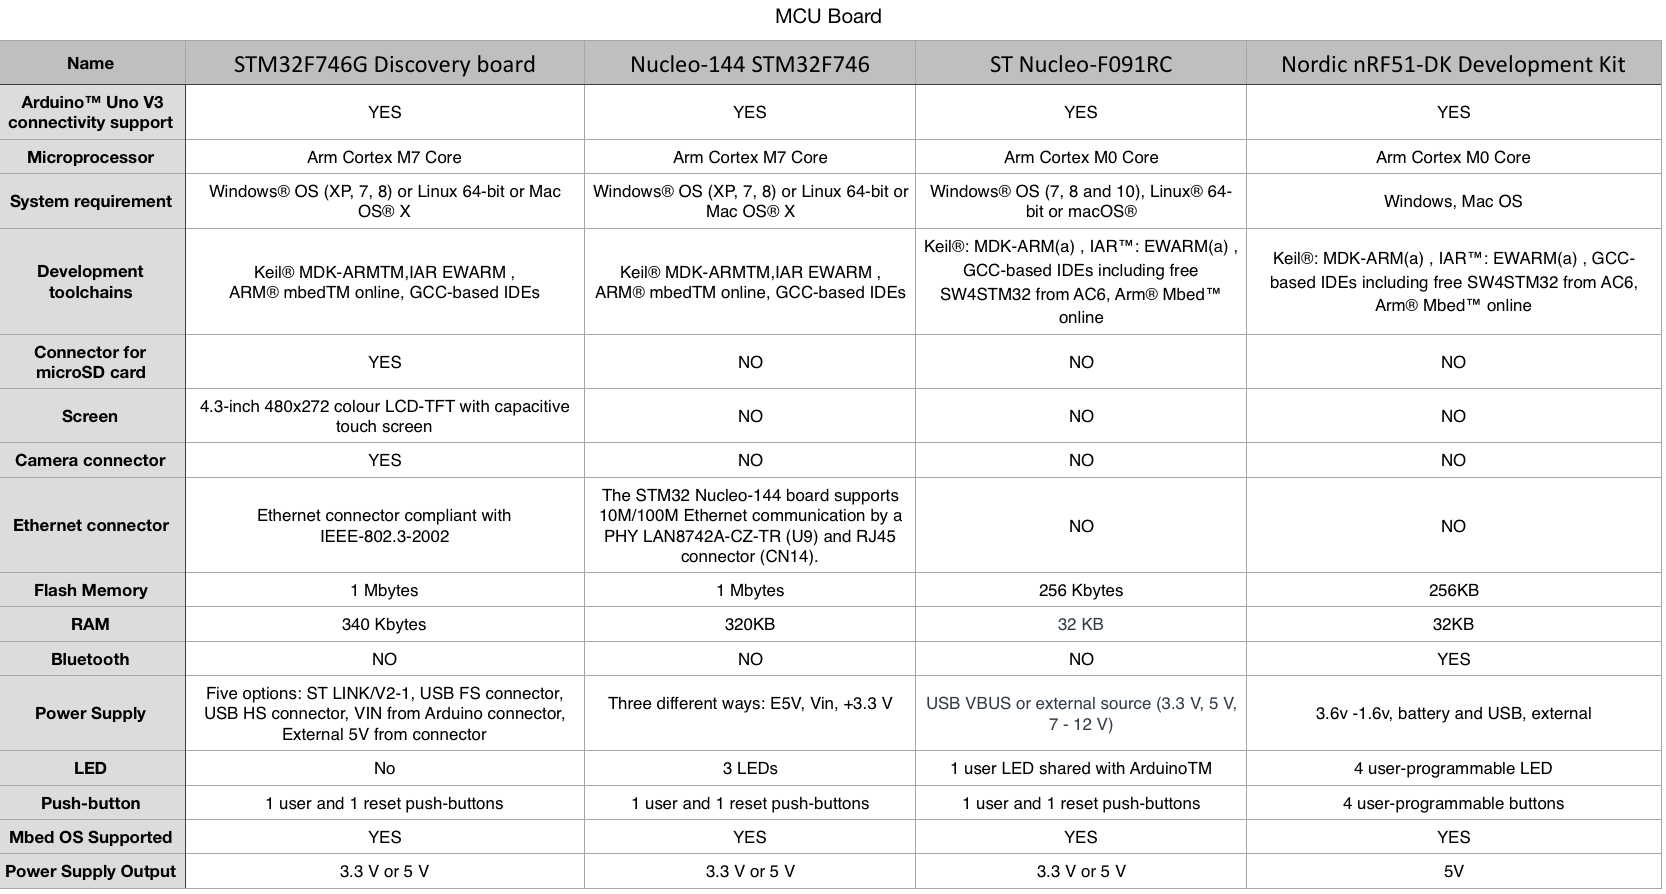 MCU Board
Name
STM32F746G Discovery board
Nucleo-144 STM32F746
ST Nucleo-F091RC
Nordic nRF51-DK Development Kit
Arduino™ Uno V3
connectivity support
YES
YES
YES
YES
Microprocessor
Arm Cortex M7 Core
Arm Cortex M7 Core
Arm Cortex M0 Core
Arm Cortex M0 Core
System requirement
Windows® OS (XP, 7, 8) or Linux 64-bit or Mac
OS® X
Windows® OS (XP, 7, 8) or Linux 64-bit or
Mac OS® X
Windows® OS (7, 8 and 10), Linux® 64-
bit or macOS®
Windows, Mac OS
Development
toolchains
Keil® MDK-ARMTM,IAR EWARM ,
ARM® mbedTM online, GCC-based IDEs
Keil® MDK-ARMTM,IAR EWARM ,
ARM® mbedTM online, GCC-based IDEs
Keil®: MDK-ARM(a) , IAR™: EWARM(a) ,
GCC-based IDEs including free
SW4STM32 from AC6, Arm® Mbed™
online
Keil®: MDK-ARM(a) , IAR™: EWARM(a) , GCC-
based IDEs including free SW4STM32 from AC6,
Arm® Mbed™ online
Connector for
microSD card
YES
NO
NO
NO
Screen
4.3-inch 480x272 colour LCD-TFT with capacitive
touch screen
NO
NO
NO
Camera connector
YES
NO
NO
NO
Ethernet connector
Ethernet connector compliant with
IEEE-802.3-2002
The STM32 Nucleo-144 board supports
10M/100M Ethernet communication by a
PHY LAN8742A-CZ-TR (U9) and RJ45
connector (CN14).
NO
NO
Flash Memory
1 Mbytes
1 Mbytes
256 Kbytes
256KB
RAM
340 Kbytes
320KB
32 KB
32KB
Bluetooth
NO
NO
NO
YES
Power Supply
Five options: ST LINK/V2-1, USB FS connector,
USB HS connector, VIN from Arduino connector,
External 5V from connector
Three different ways: E5V, Vin, +3.3 V
USB VBUS or external source (3.3 V, 5 V,
7 - 12 V)
3.6v -1.6v, battery and USB, external
LED
No
3 LEDs
1 user LED shared with ArduinoTM
4 user-programmable LED
Push-button
1 user and 1 reset push-buttons
1 user and 1 reset push-buttons
1 user and 1 reset push-buttons
4 user-programmable buttons
Mbed OS Supported
YES
YES
YES
YES
Power Supply Output
3.3 V or 5 V
3.3 V or 5 V
3.3 V or 5 V
5V